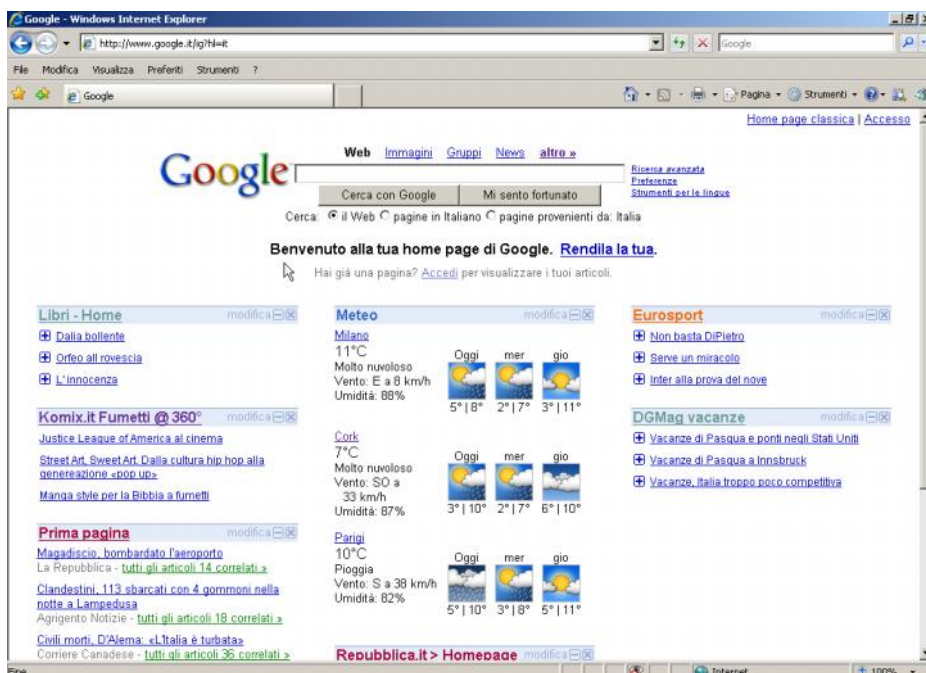 Google - Windows Internet Explorer
http://www.google.it/ig?hl=it
Google
File Modifica Visualizza Preferiti Strumenti ?
Google
Pagina Strumenti
Home page classica | Accesso
Google
Web Immagini Gruppi News altro »
Ricerca avanzata
Preferenze
Strumenti per le lingue
Cerca con Google Mi sento fortunato
Cerca: il Web pagine in Italiano pagine provenienti da: Italia
Benvenuto alla tua home page di Google. Rendila la tua.
Hai già una pagina? Accedi per visualizzare i tuoi articoli.
Libri - Home modifica
Dalia bollente
Orfeo all rovescia
L'innocenza
Komix.it Fumetti @ 360° modifica
Justice League of America al cinema
Street Art, Sweet Art. Dalla cultura hip hop alla
genereazione «pop up»
Manga style per la Bibbia a fumetti
Prima pagina modifica
Magadiscio, bombardato l'aeroporto
La Repubblica - tutti gli articoli 14 correlati »
Clandestini, 113 sbarcati con 4 gommoni nella
notte a Lampedusa
Agrigento Notizie - tutti gli articoli 18 correlati »
Civili morti, D'Alema: «L'Italia è turbata»
Corriere Canadese - tutti gli articoli 36 correlati »
Meteo modifica
Milano
11°C
Molto nuvoloso
Vento: E a 8 km/h
Umidità: 88%
Oggi mer gio
5°|8° 2°|7° 3°|11°
Cork
7°C
Molto nuvoloso
Vento: SO a
33 km/h
Umidità: 87%
Oggi mer gio
3°|10° 2°|7° 6°|10°
Parigi
10°C
Pioggia
Vento: S a 38 km/h
Umidità: 82%
Oggi mer gio
5°|10° 3°|8° 5°|11°
Repubblica.it > Homepage modifica
Eurosport modifica
Non basta DiPietro
Serve un miracolo
Inter alla prova del nove
DGMag vacanze modifica
Vacanze di Pasqua e ponti negli Stati Uniti
Vacanze di Pasqua a Innsbruck
Vacanze, Italia troppo poco competitiva
Fine Internet 100%